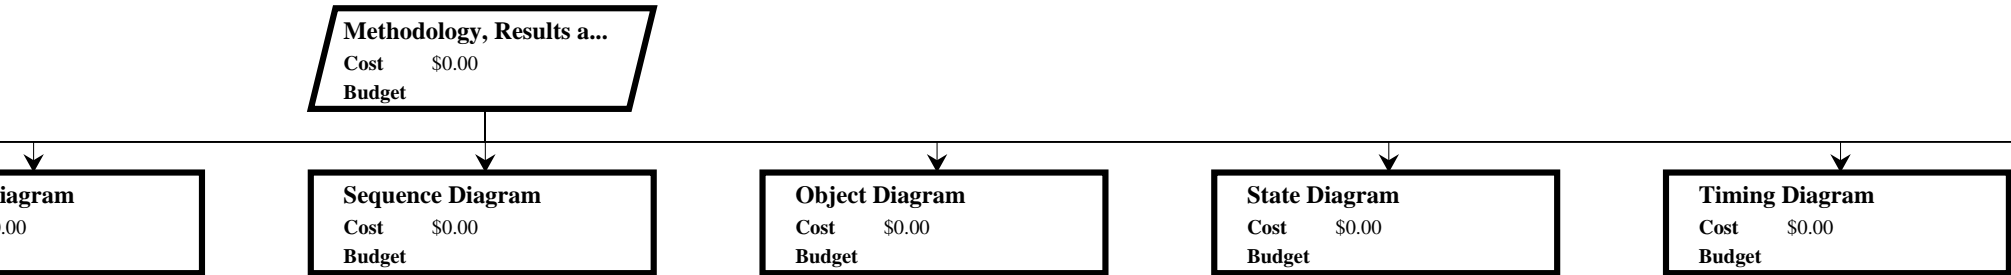 Methodology, Results a...
Cost $0.00
Budget
iagram
.00
Sequence Diagram
Cost $0.00
Budget
Object Diagram
Cost $0.00
Budget
State Diagram
Cost $0.00
Budget
Timing Diagram
Cost $0.00
Budget